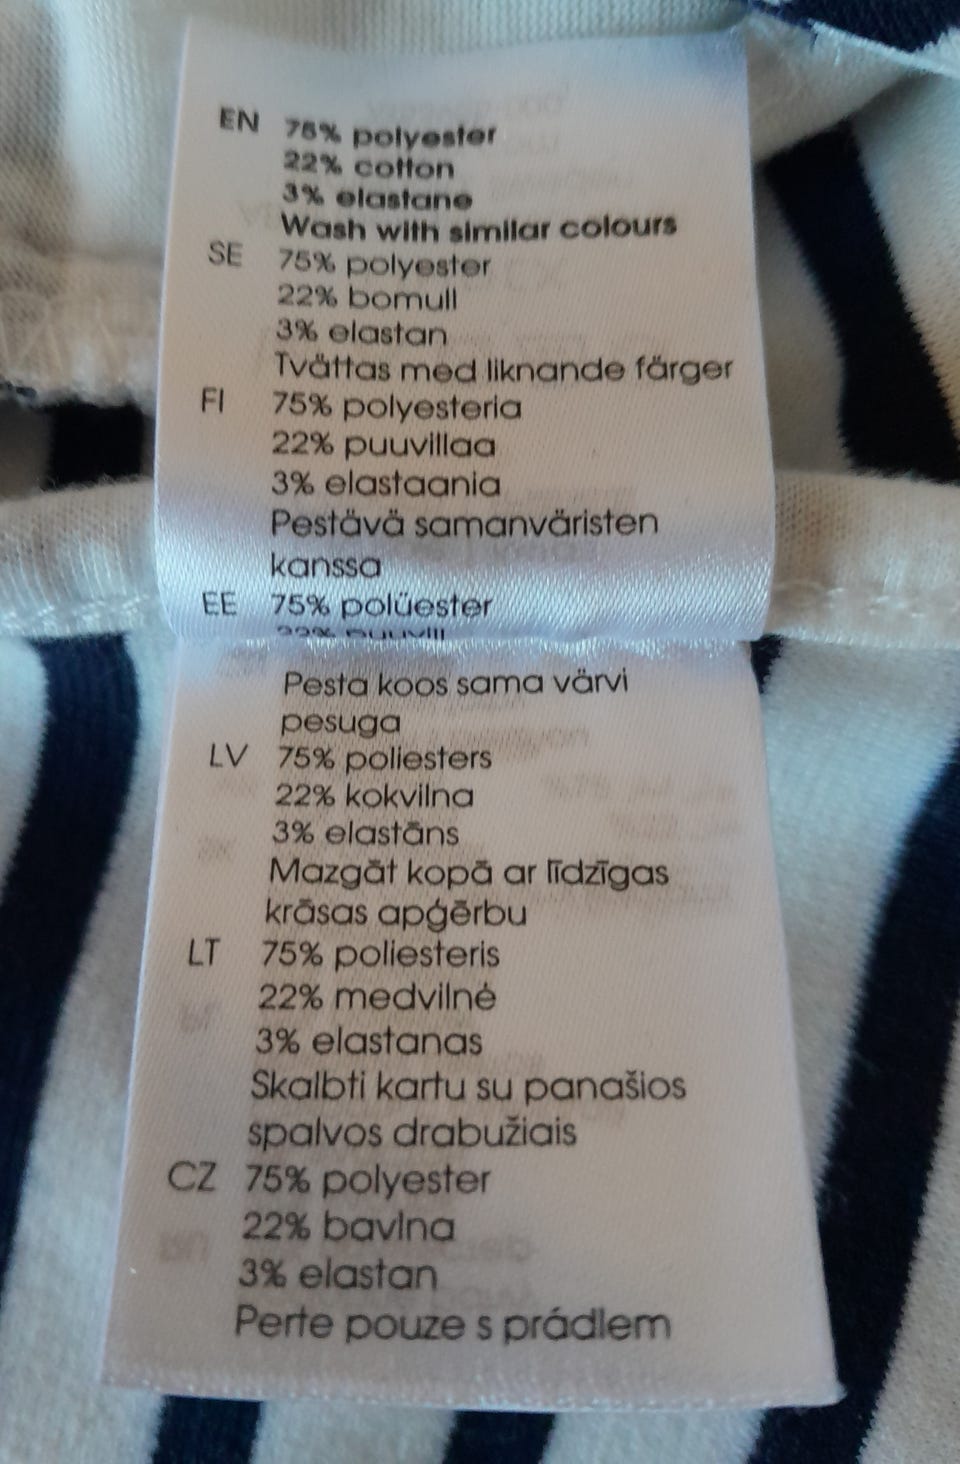 EN 75% polyester
22% cotton
3% elastane
Wash with similar colours
SE 75% polyester
22% bomull
3% elastan
Tvättas med liknande färger
FI 75% polyesteria
22% puuvillaa
3% elastaania
Pestävä samanväristen
kanssa
EE 75% polüester
22% puuvill
Pesta koos sama värvi
pesuga
LV 75% poliesters
22% kokvilna
3% elastāns
Mazgāt kopā ar līdzīgas
krāsas apģērbu
LT 75% poliesteris
22% medvilnė
3% elastanas
Skalbti kartu su panašios
spalvos drabužiais
CZ 75% polyester
22% bavlna
3% elastan
Perte pouze s prádlem